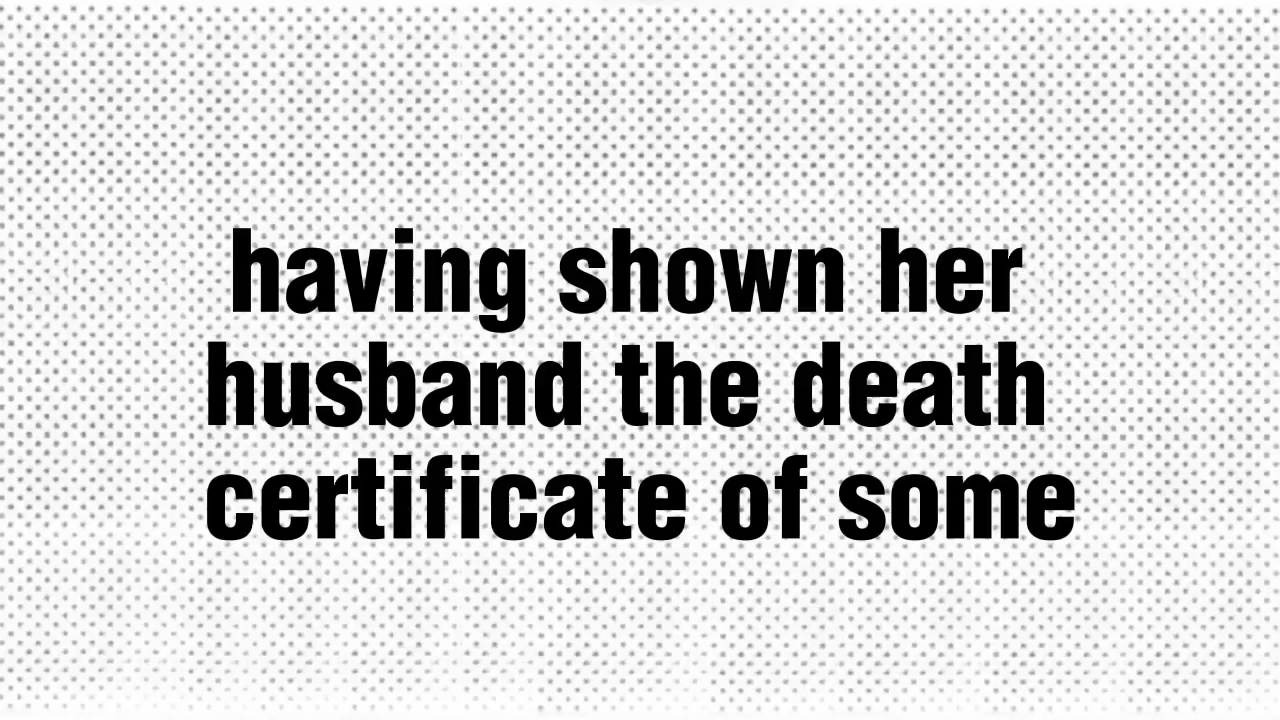 having shown her
husband the death
certificate of some